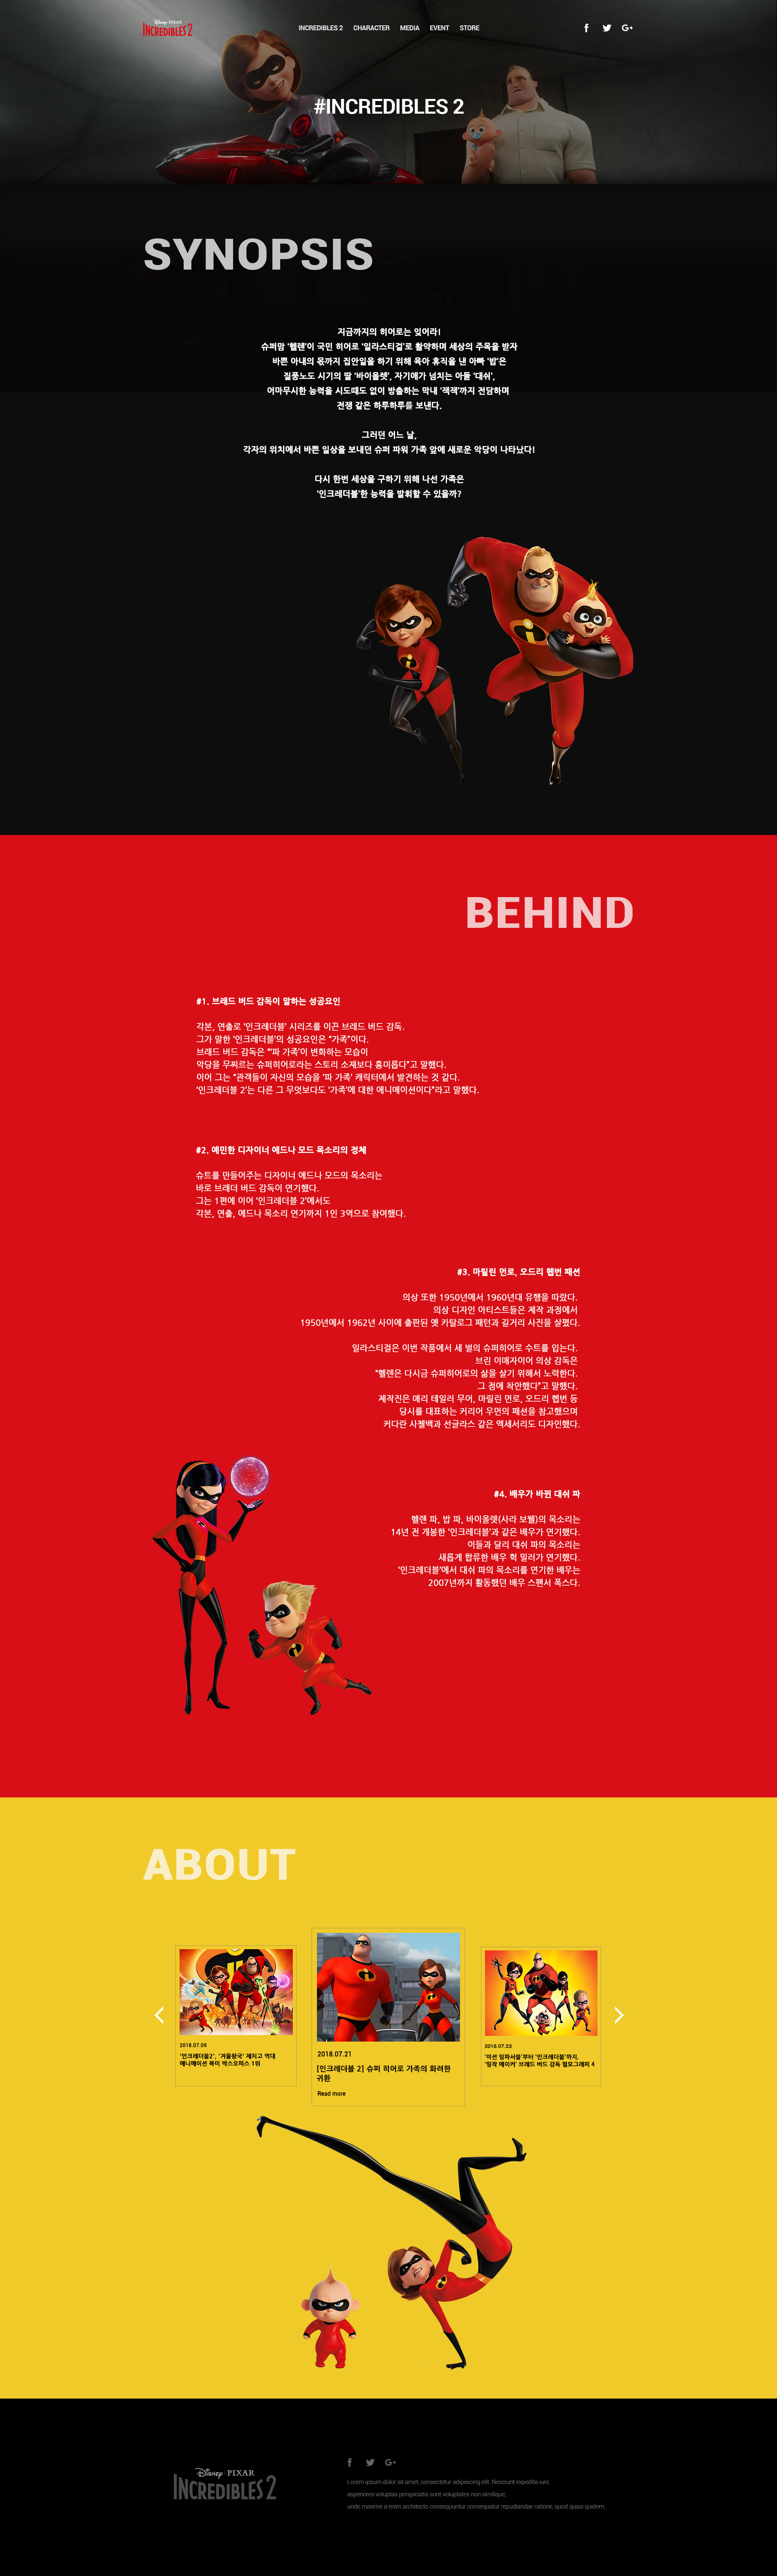 Disney · PIXAR
INCREDIBLES 2
INCREDIBLES 2 CHARACTER MEDIA EVENT STORE
f G+
#INCREDIBLES 2
SYNOPSIS
지금까지의 히어로는 잊어라!
슈퍼맘 '헬렌'이 국민 히어로 '일라스티걸'로 활약하며 세상의 주목을 받자
바쁜 아내의 몫까지 집안일을 하기 위해 육아 휴직을 낸 아빠 '밥'은
질풍노도 시기의 딸 '바이올렛', 자기애가 넘치는 아들 '대쉬',
어마무시한 능력을 시도때도 없이 방출하는 막내 '잭잭'까지 전담하며
전쟁 같은 하루하루를 보낸다.
그러던 어느 날,
각자의 위치에서 바쁜 일상을 보내던 슈퍼 파워 가족 앞에 새로운 악당이 나타났다!
다시 한번 세상을 구하기 위해 나선 가족은
'인크레더블'한 능력을 발휘할 수 있을까?
BEHIND
#1. 브래드 버드 감독이 말하는 성공요인
각본, 연출로 '인크레더블' 시리즈를 이끈 브래드 버드 감독.
그가 말한 '인크레더블'의 성공요인은 "가족"이다.
브래드 버드 감독은 "'파 가족'이 변화하는 모습이
악당을 무찌르는 슈퍼히어로라는 스토리 소재보다 흥미롭다"고 말했다.
이어 그는 "관객들이 자신의 모습을 '파 가족' 캐릭터에서 발견하는 것 같다.
'인크레더블 2'는 다른 그 무엇보다도 '가족'에 대한 애니메이션이다"라고 말했다.
#2. 예민한 디자이너 에드나 모드 목소리의 정체
슈트를 만들어주는 디자이너 에드나 모드의 목소리는
바로 브래더 버드 감독이 연기했다.
그는 1편에 이어 '인크레더블 2'에서도
각본, 연출, 에드나 목소리 연기까지 1인 3역으로 참여했다.
#3. 마릴린 먼로, 오드리 헵번 패션
의상 또한 1950년에서 1960년대 유행을 따랐다.
의상 디자인 아티스트들은 제작 과정에서
1950년에서 1962년 사이에 출판된 옛 카탈로그 패턴과 길거리 사진을 살폈다.
일라스티걸은 이번 작품에서 세 벌의 슈퍼히어로 수트를 입는다.
브린 이매자이어 의상 감독은
"헬렌은 다시금 슈퍼히어로의 삶을 살기 위해서 노력한다.
그 점에 착안했다"고 말했다.
제작진은 매리 테일러 무어, 마릴린 먼로, 오드리 헵번 등
당시를 대표하는 커리어 우먼의 패션을 참고했으며
커다란 사첼백과 선글라스 같은 액세서리도 디자인했다.
#4. 배우가 바뀐 대쉬 파
헬렌 파, 밥 파, 바이올렛(사라 보웰)의 목소리는
14년 전 개봉한 '인크레더블'과 같은 배우가 연기했다.
이들과 달리 대쉬 파의 목소리는
새롭게 합류한 배우 헉 밀러가 연기했다.
'인크레더블'에서 대쉬 파의 목소리를 연기한 배우는
2007년까지 활동했던 배우 스펜서 폭스다.
ABOUT
2018.07.09
'인크레더블2', '겨울왕국' 제치고 역대
애니메이션 북미 박스오피스 1위
2018.07.21
[인크레더블 2] 슈퍼 히어로 가족의 화려한
귀환
Read more
2018.07.23
'미션 임파서블'부터 '인크레더블'까지,
'힘작 메이커' 브래드 버드 감독 필모그래피 4
f G+
Disney · PIXAR
INCREDIBLES 2
Lorem ipsum dolor sit amet, consectetur adipisicing elit. Nesciunt expedita iure,
asperiores voluptas perspiciatis sunt voluptates non similique,
unde maxime a enim architecto consequuntur consequatur repudiandae ratione, quod quasi quidem.